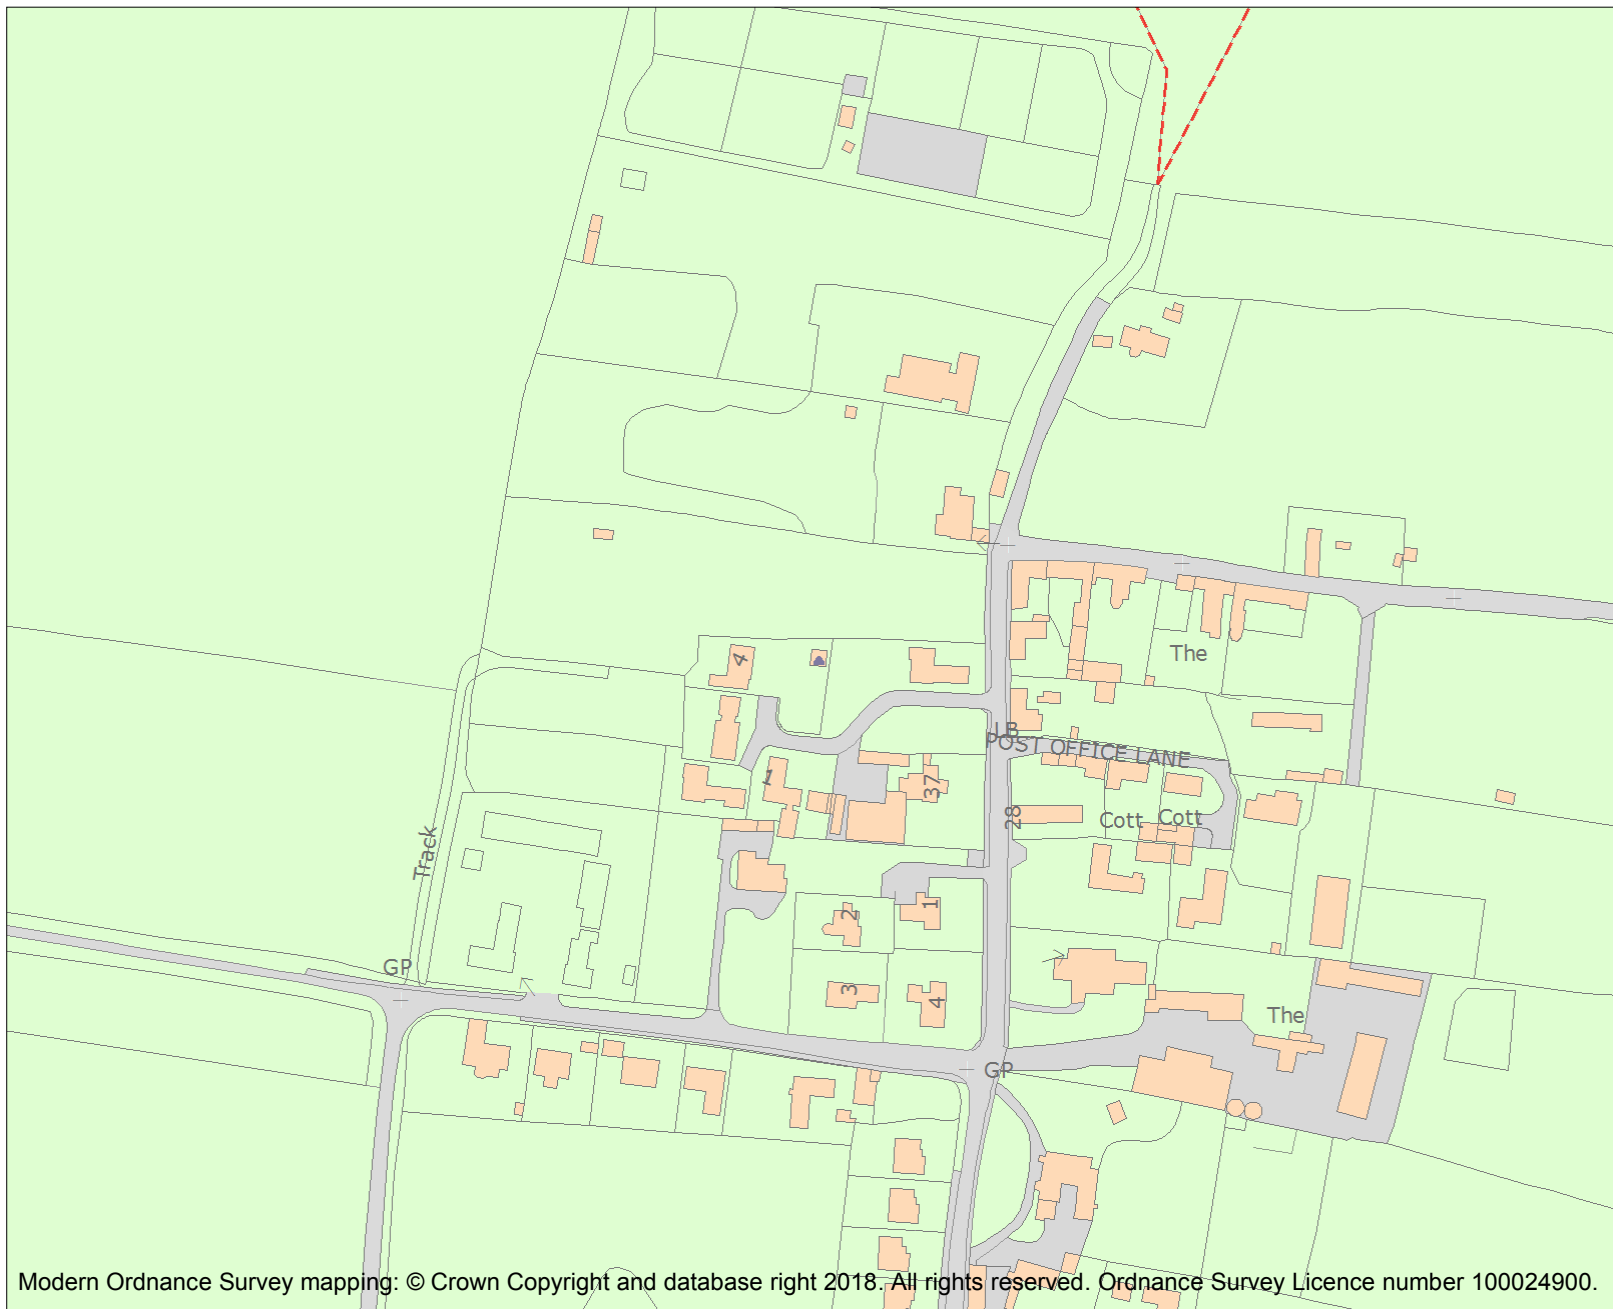 The
4
LB
POST OFFICE LANE
1
37
28
Cott
Cott
Track
1
2
GP
3
4
The
GP
Modern Ordnance Survey mapping: © Crown Copyright and database right 2018. All rights reserved. Ordnance Survey Licence number 100024900.